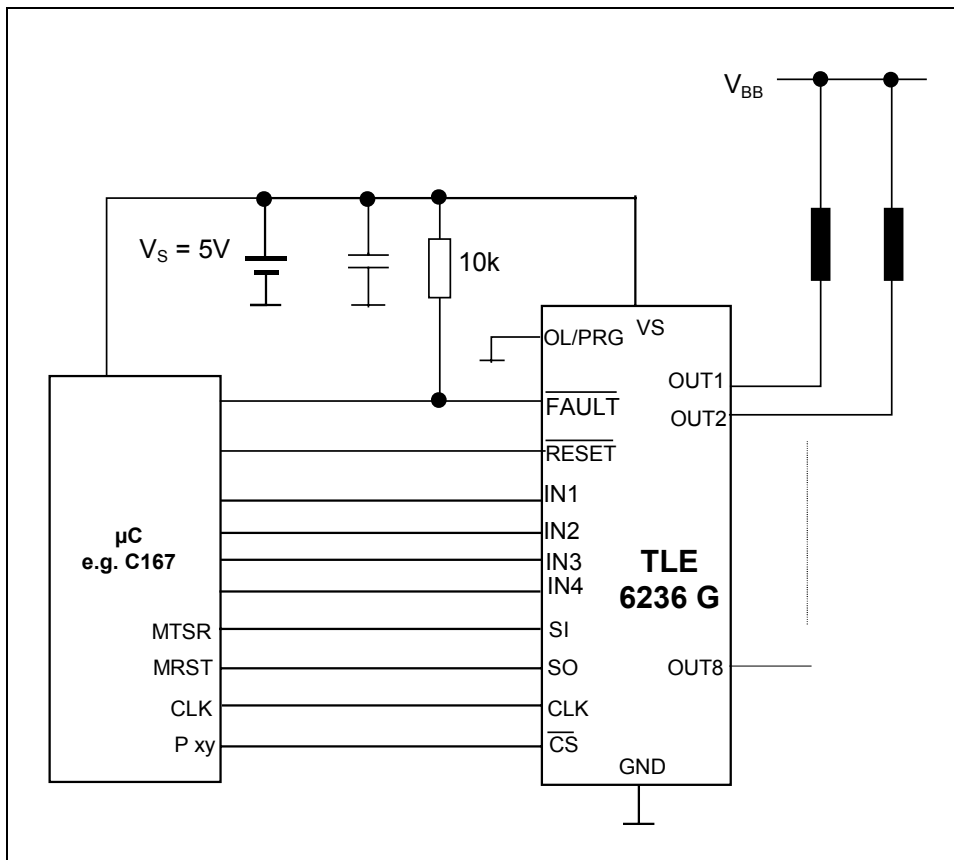 V_BB
V_S = 5V
10k
OL/PRG
VS
OUT1
FAULT
OUT2
RESET
IN1
µC
e.g. C167
IN2
IN3
IN4
TLE
6236 G
MTSR
SI
MRST
SO
OUT8
CLK
CLK
P xy
CS
GND